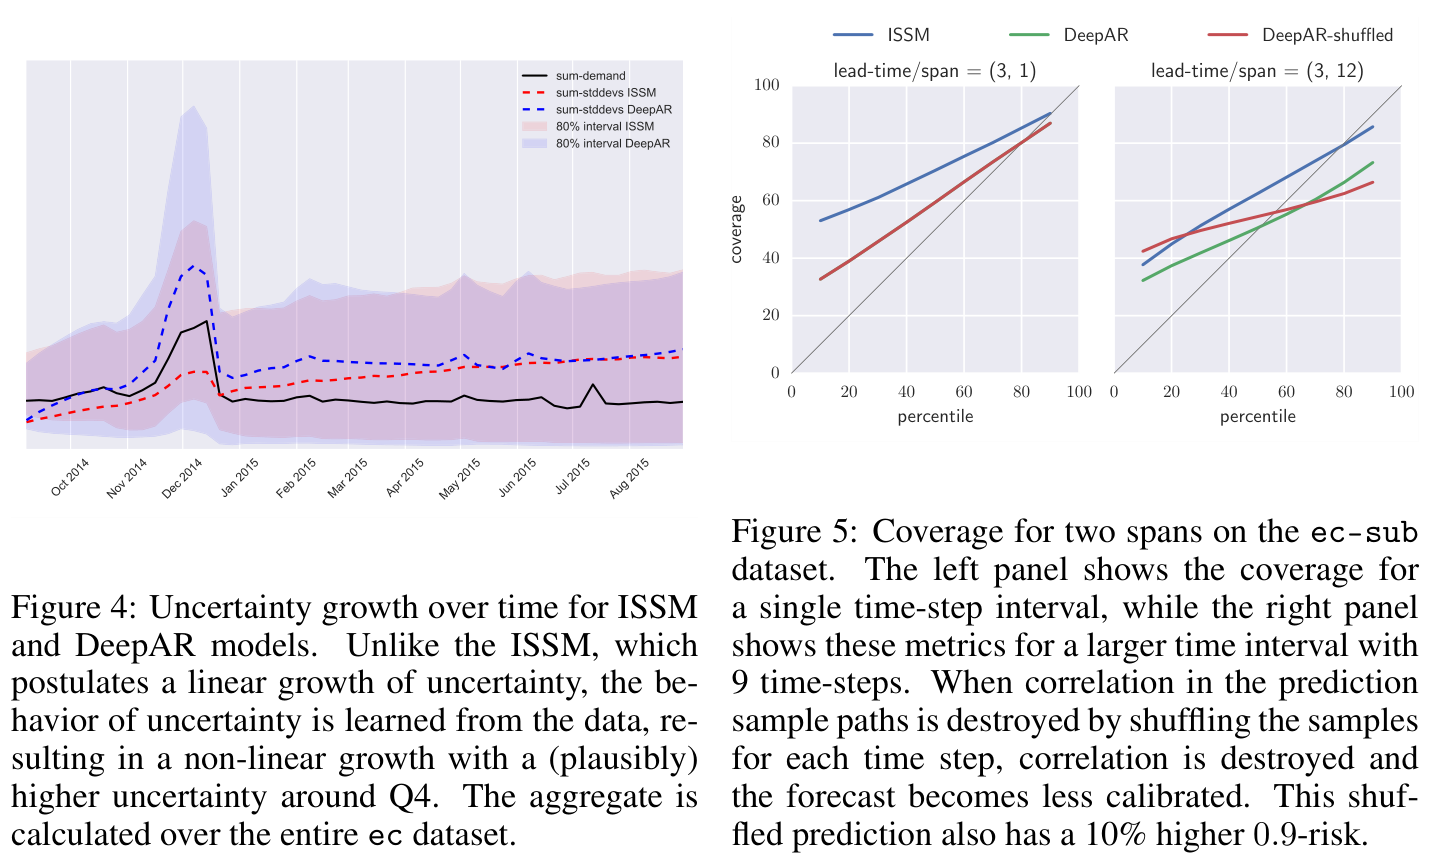 sum-demand
sum-stddevs ISSM
sum-stddevs DeepAR
80% interval ISSM
80% interval DeepAR
Oct 2014
Nov 2014
Dec 2014
Jan 2015
Feb 2015
Mar 2015
Apr 2015
May 2015
Jun 2015
Jul 2015
Aug 2015
Figure 4: Uncertainty growth over time for ISSM
and DeepAR models. Unlike the ISSM, which
postulates a linear growth of uncertainty, the be-
havior of uncertainty is learned from the data, re-
sulting in a non-linear growth with a (plausibly)
higher uncertainty around Q4. The aggregate is
calculated over the entire ec dataset.
ISSM DeepAR DeepAR-shuffled
lead-time/span = (3, 1)
100
80
60
40
20
0
coverage
0 20 40 60 80 100
percentile
lead-time/span = (3, 12)
0 20 40 60 80 100
percentile
Figure 5: Coverage for two spans on the ec-sub
dataset. The left panel shows the coverage for
a single time-step interval, while the right panel
shows these metrics for a larger time interval with
9 time-steps. When correlation in the prediction
sample paths is destroyed by shuffling the samples
for each time step, correlation is destroyed and
the forecast becomes less calibrated. This shuf-
fled prediction also has a 10% higher 0.9-risk.